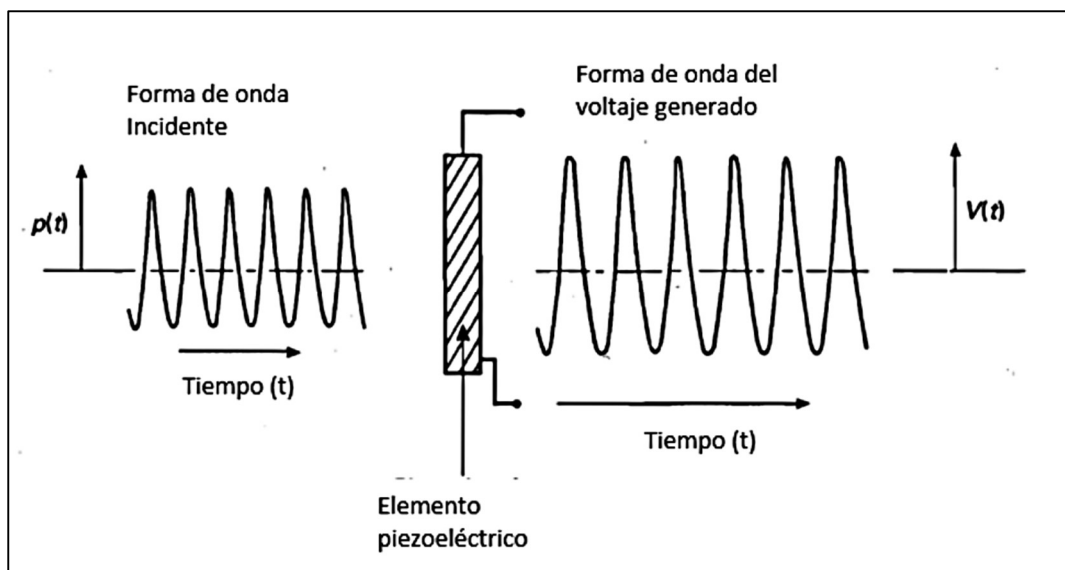 Forma de onda
Incidente
Forma de onda del
voltaje generado
p(t)
V(t)
Tiempo (t)
Tiempo (t)
Elemento
piezoeléctrico